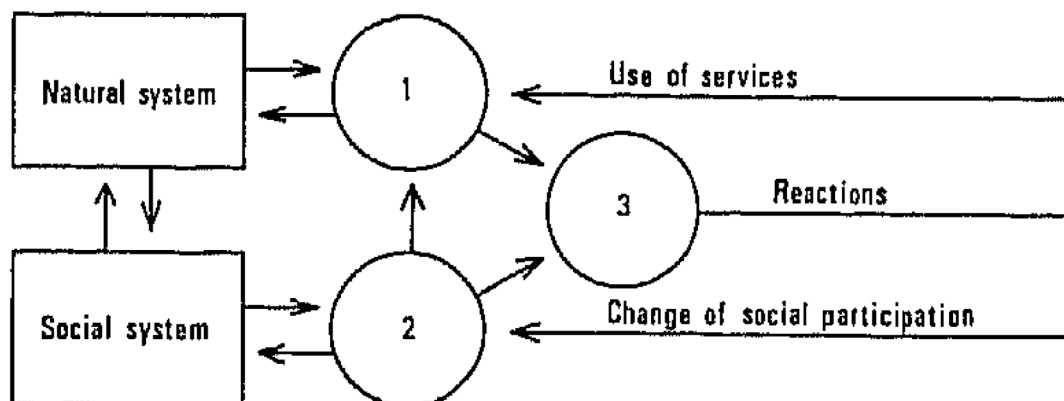 Natural system
1
Use of services
3
Reactions
Social system
2
Change of social participation